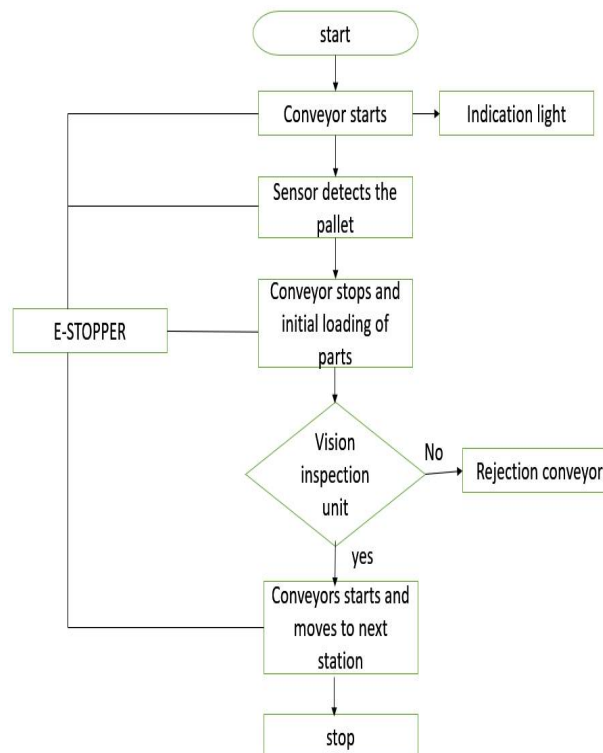 start
Conveyor starts
Indication light
Sensor detects the
pallet
Conveyor stops and
initial loading of
parts
E-STOPPER
Vision
inspection
unit
No
Rejection conveyor
yes
Conveyors starts and
moves to next
station
stop